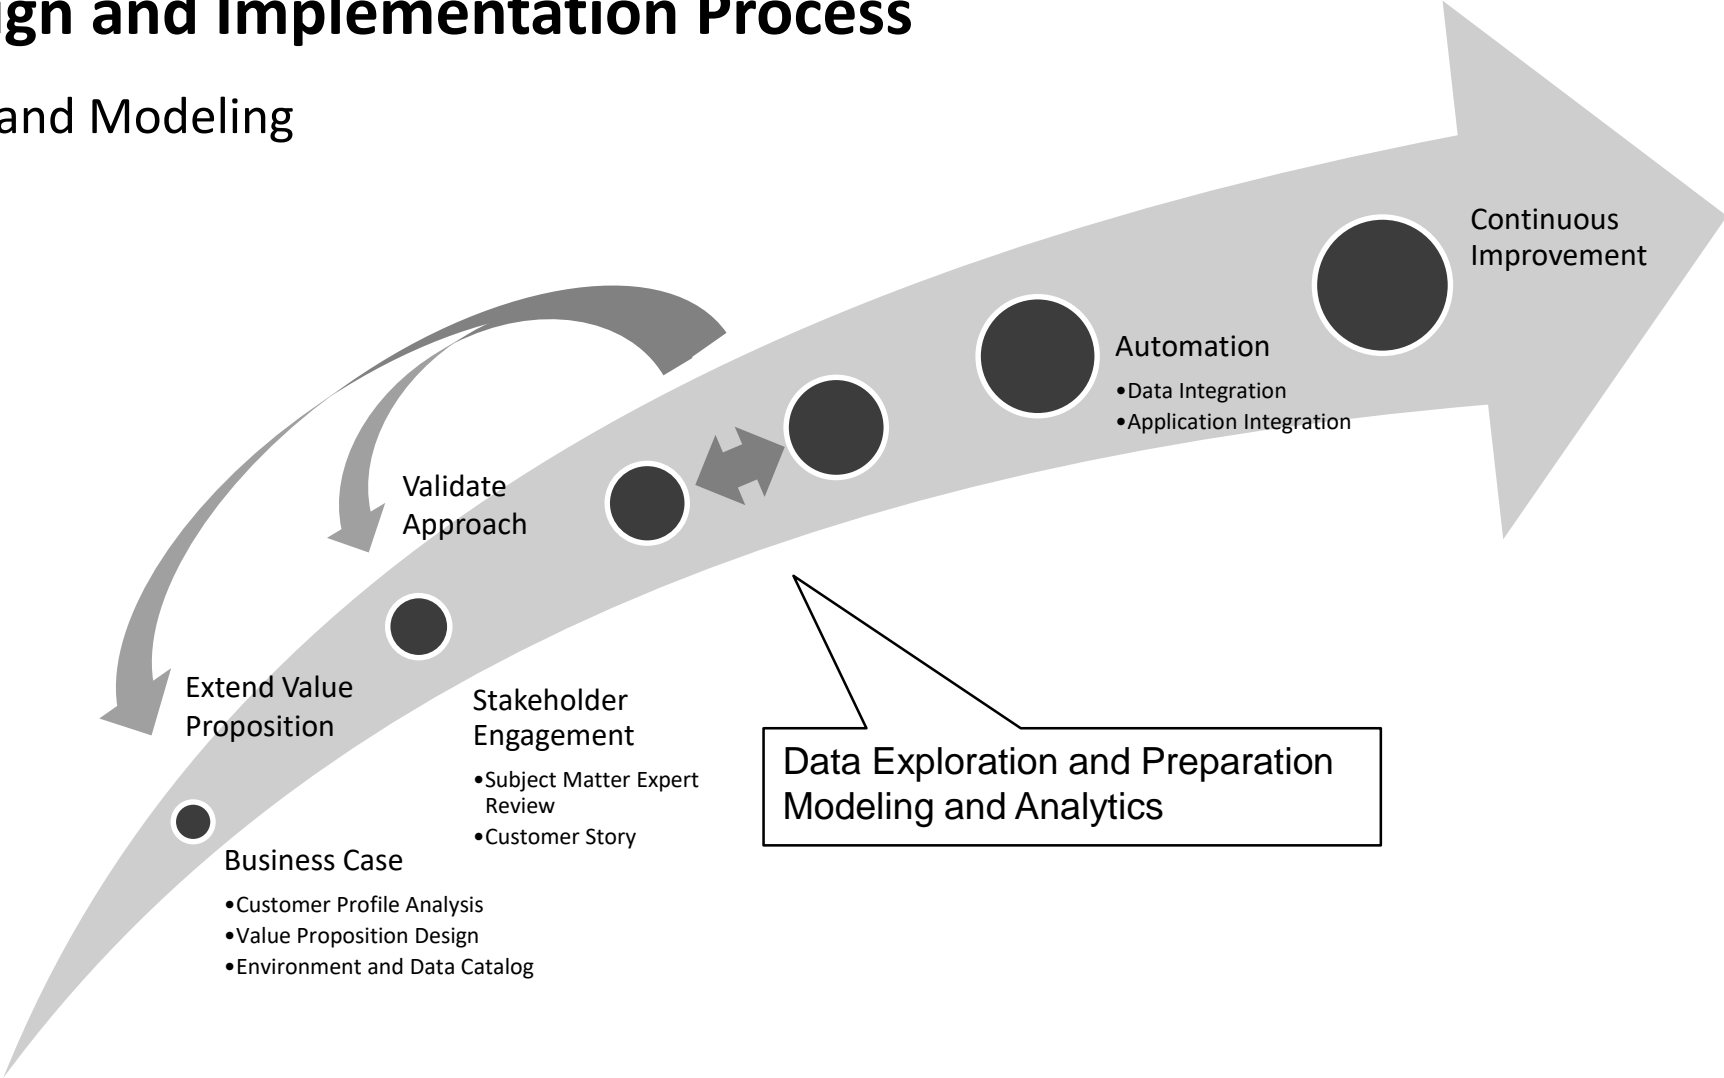 ign and Implementation Process
and Modeling
Continuous
Improvement
Automation
•Data Integration
•Application Integration
Validate
Approach
Extend Value
Proposition
Stakeholder
Engagement
•Subject Matter Expert
Review
•Customer Story
Data Exploration and Preparation
Modeling and Analytics
Business Case
•Customer Profile Analysis
•Value Proposition Design
•Environment and Data Catalog